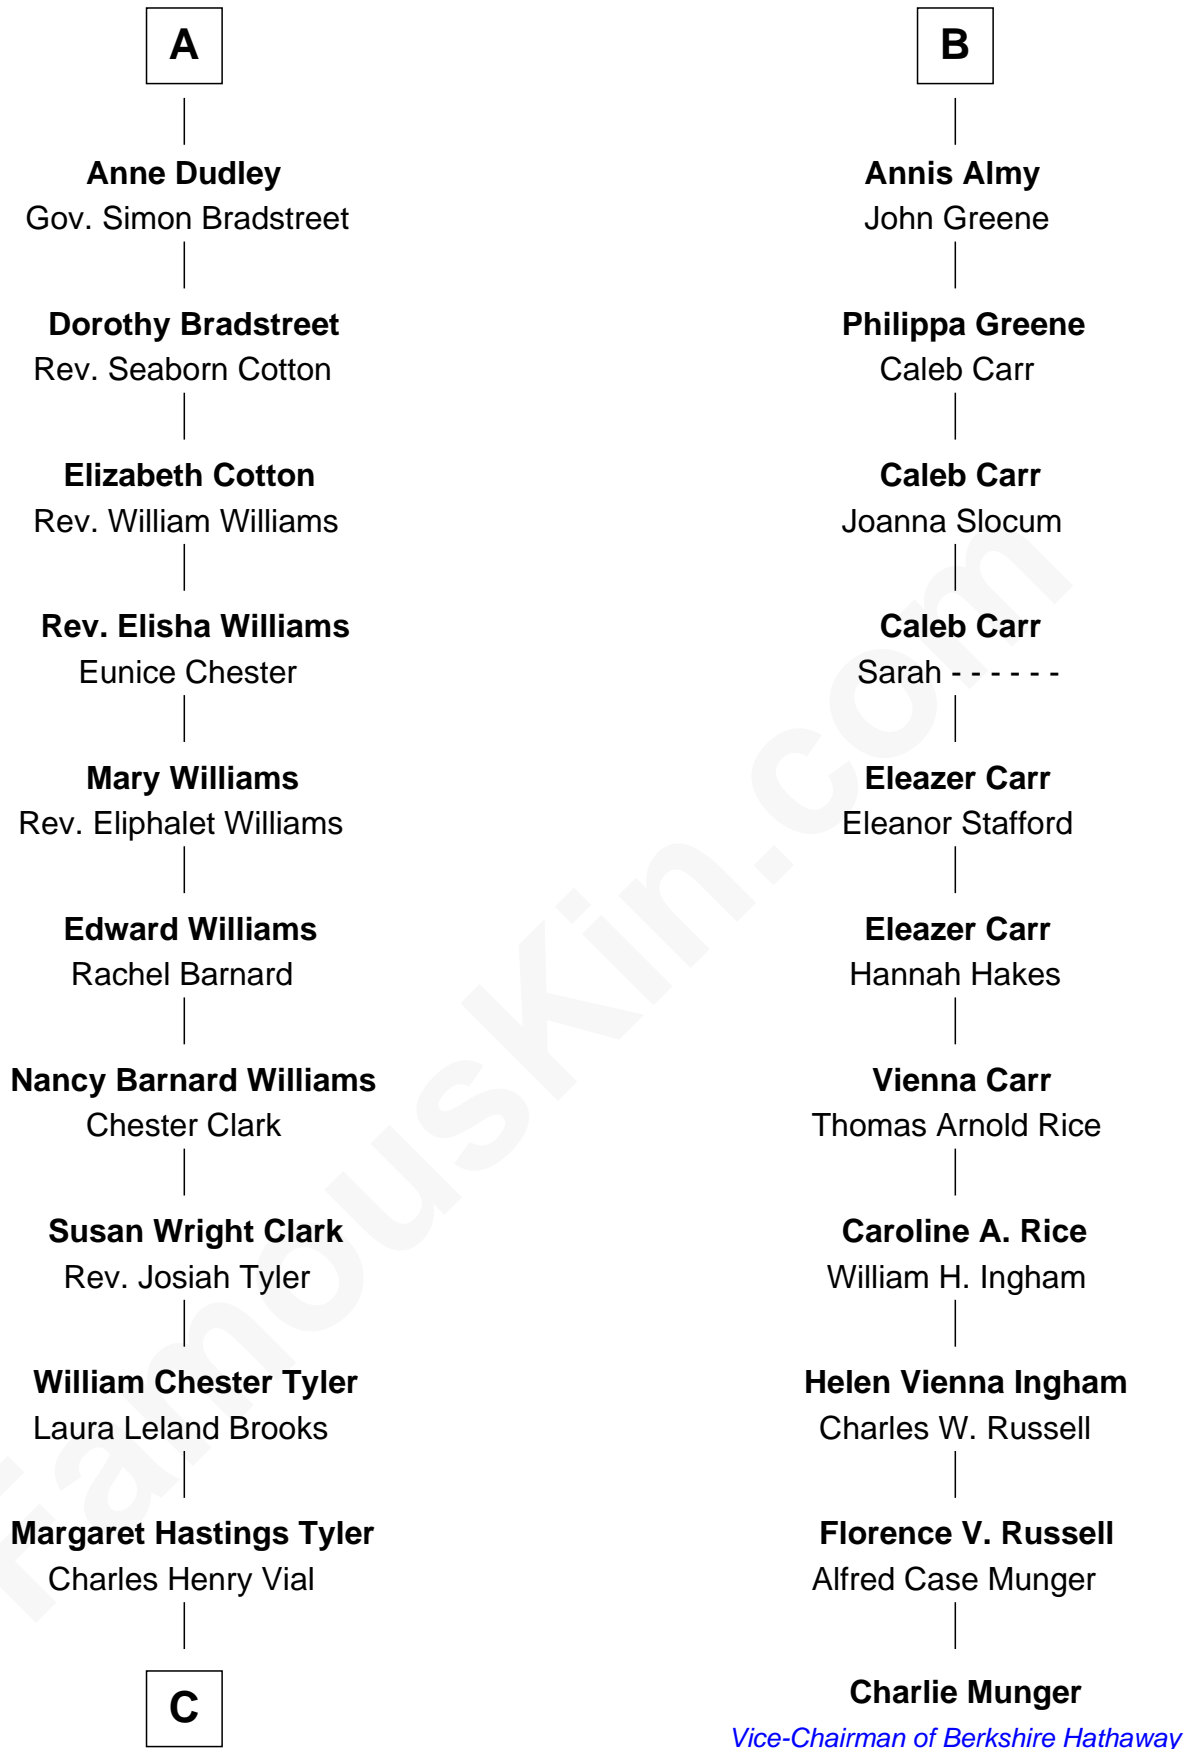 A
Anne Dudley
Gov. Simon Bradstreet
Dorothy Bradstreet
Rev. Seaborn Cotton
Elizabeth Cotton
Rev. William Williams
Rev. Elisha Williams
Eunice Chester
Mary Williams
Rev. Eliphalet Williams
Edward Williams
Rachel Barnard
Nancy Barnard Williams
Chester Clark
Susan Wright Clark
Rev. Josiah Tyler
William Chester Tyler
Laura Leland Brooks
Margaret Hastings Tyler
Charles Henry Vial
C
B
Annis Almy
John Greene
Philippa Greene
Caleb Carr
Caleb Carr
Joanna Slocum
Caleb Carr
Sarah - - - - - -
Eleazer Carr
Eleanor Stafford
Eleazer Carr
Hannah Hakes
Vienna Carr
Thomas Arnold Rice
Caroline A. Rice
William H. Ingham
Helen Vienna Ingham
Charles W. Russell
Florence V. Russell
Alfred Case Munger
Charlie Munger
Vice-Chairman of Berkshire Hathaway
FamousKin.com